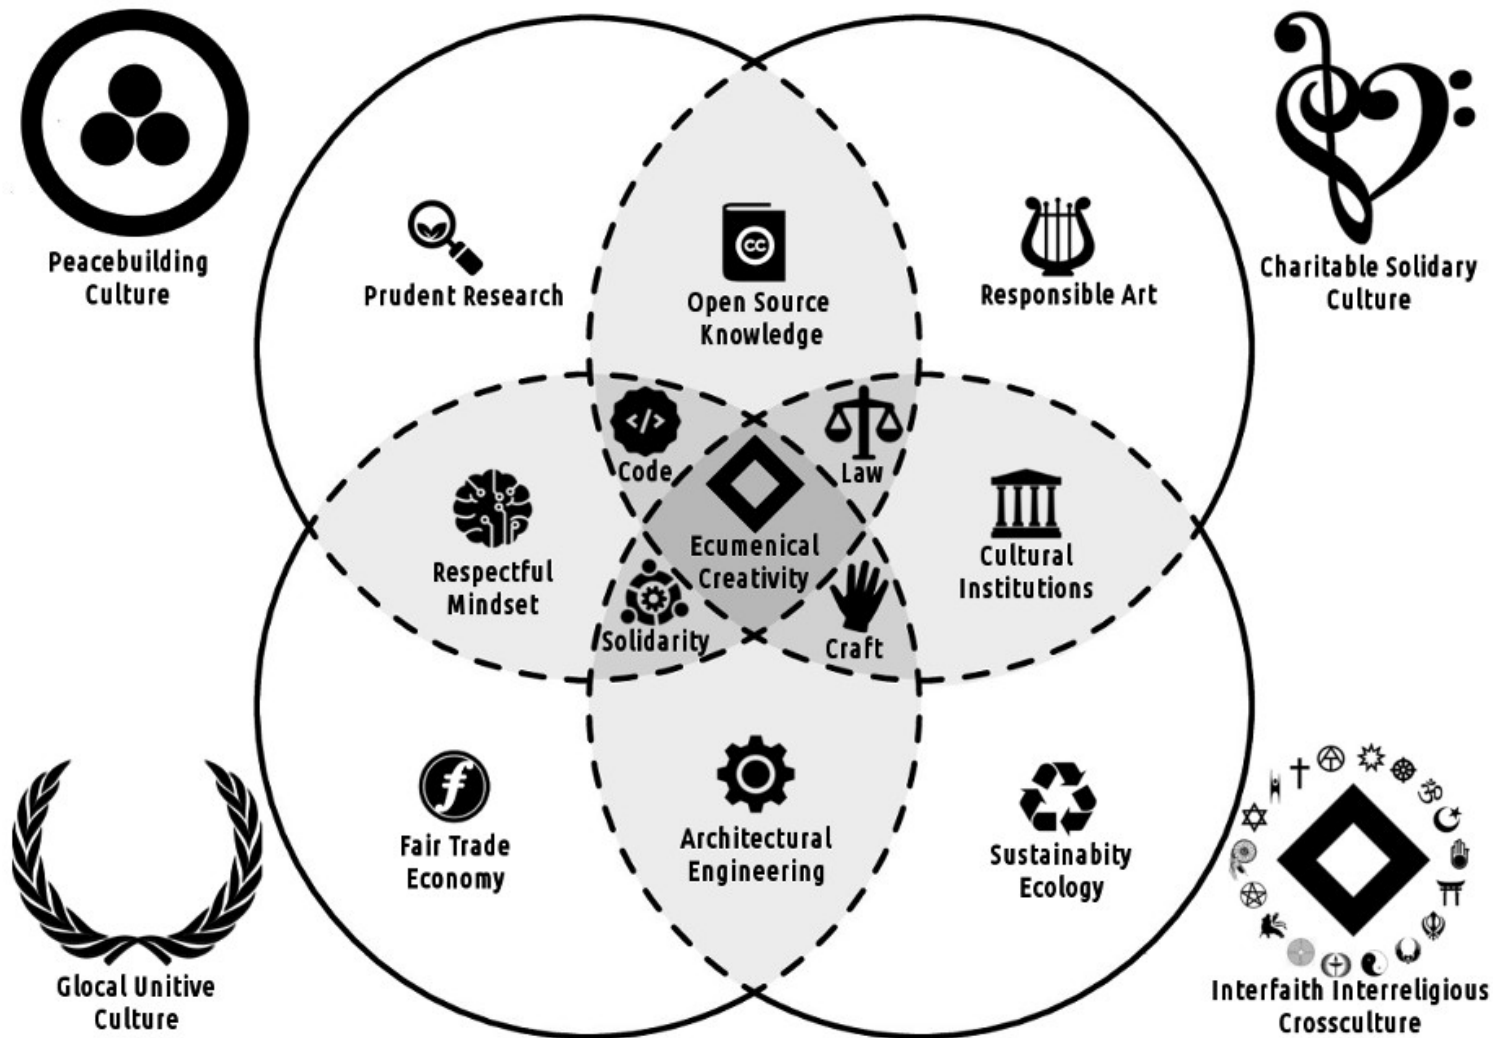 Peacebuilding
Culture
Charitable Solidary
Culture
Prudent Research
cc
Open Source
Knowledge
Responsible Art
</>
Code
Law
Respectful
Mindset
Ecumenical
Creativity
Cultural
Institutions
Solidarity
Craft
Fair Trade
Economy
Architectural
Engineering
Sustainabity
Ecology
Glocal Unitive
Culture
ॐ
Interfaith Interreligious
Crossculture